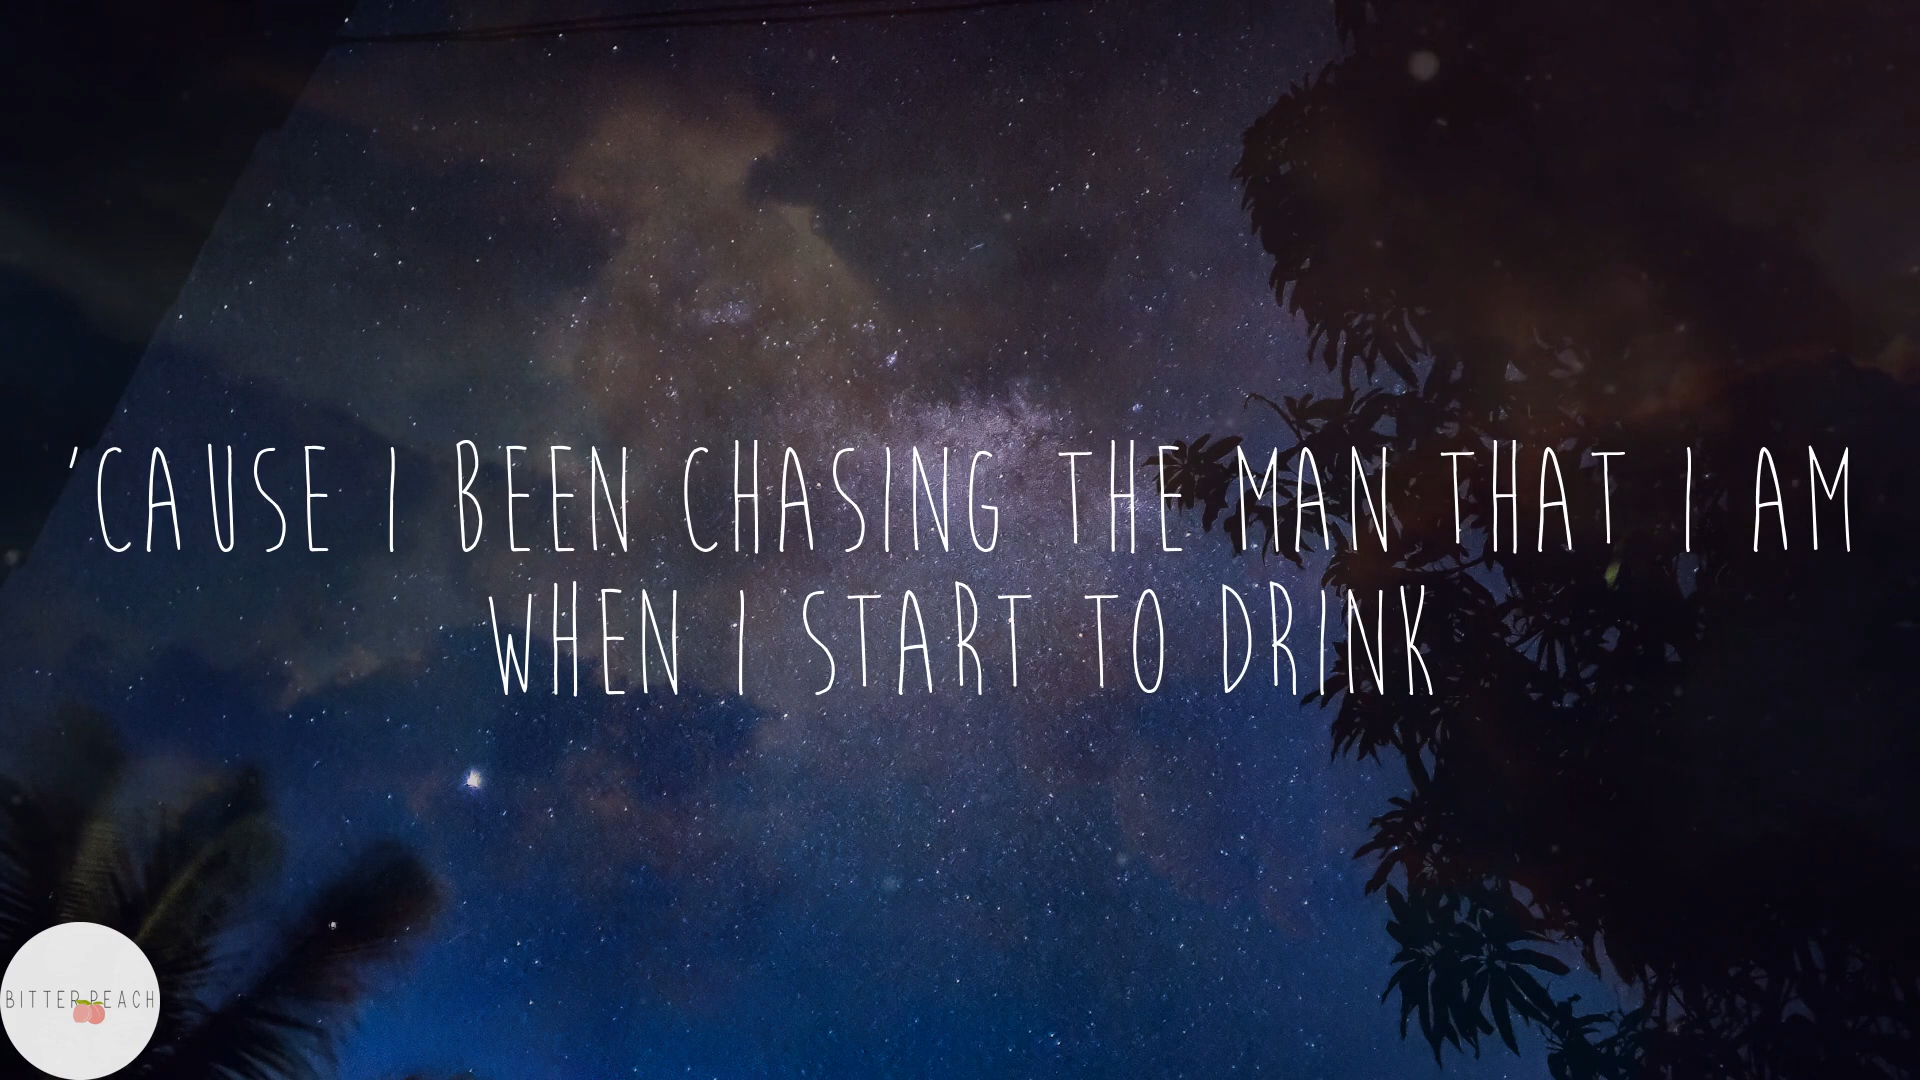 'CAUSE I BEEN CHASING THE MAN THAT I AM
WHEN I START TO DRINK
BITTER PEACH